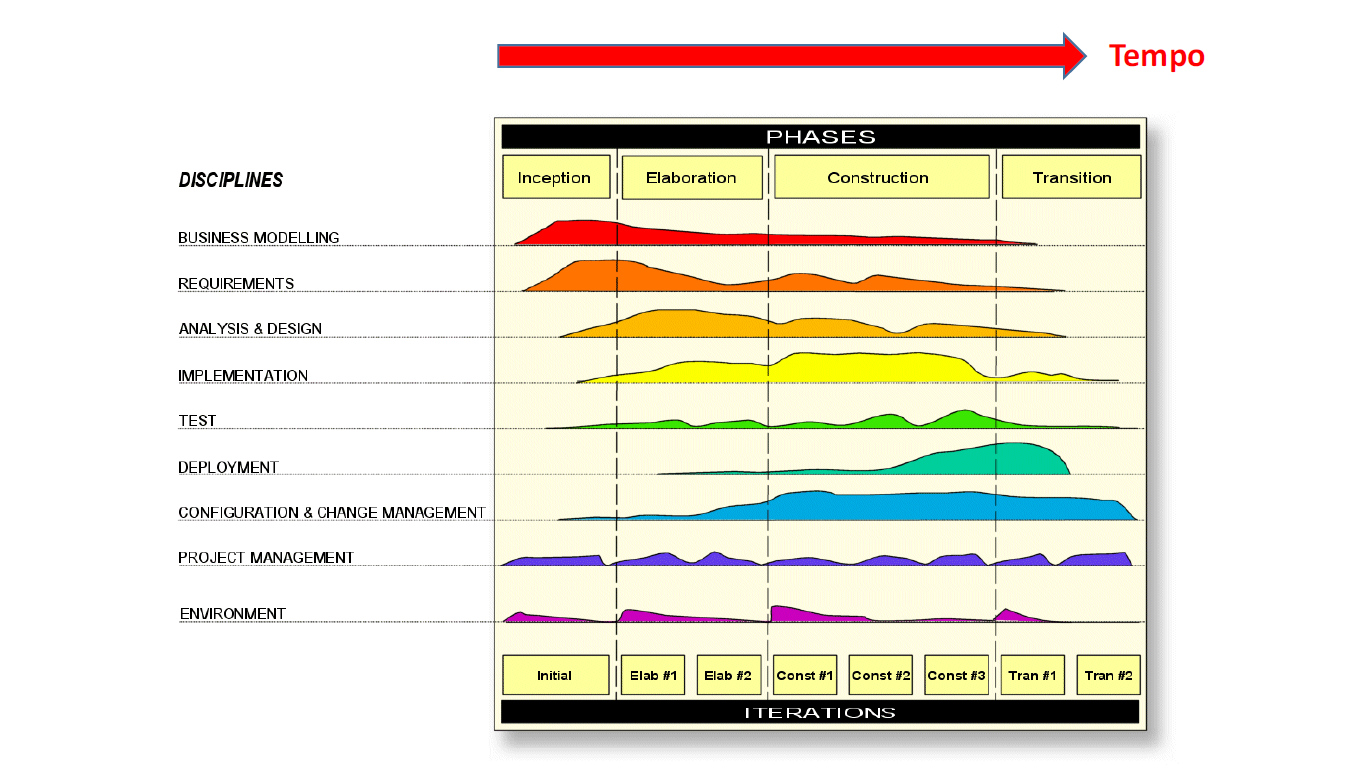 Tempo
PHASES
Inception Elaboration Construction Transition
DISCIPLINES
BUSINESS MODELLING
REQUIREMENTS
ANALYSIS & DESIGN
IMPLEMENTATION
TEST
DEPLOYMENT
CONFIGURATION & CHANGE MANAGEMENT
PROJECT MANAGEMENT
ENVIRONMENT
Initial Elab #1 Elab #2 Const #1 Const #2 Const #3 Tran #1 Tran #2
ITERATIONS